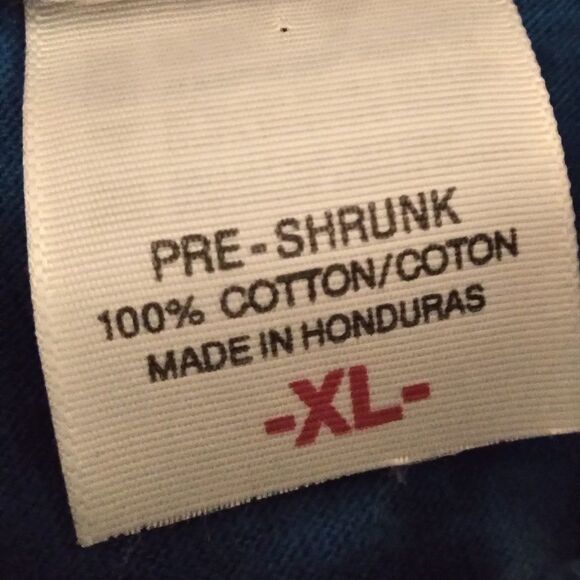 PRE-SHRUNK
100% COTTON/COTON
MADE IN HONDURAS
-XL-